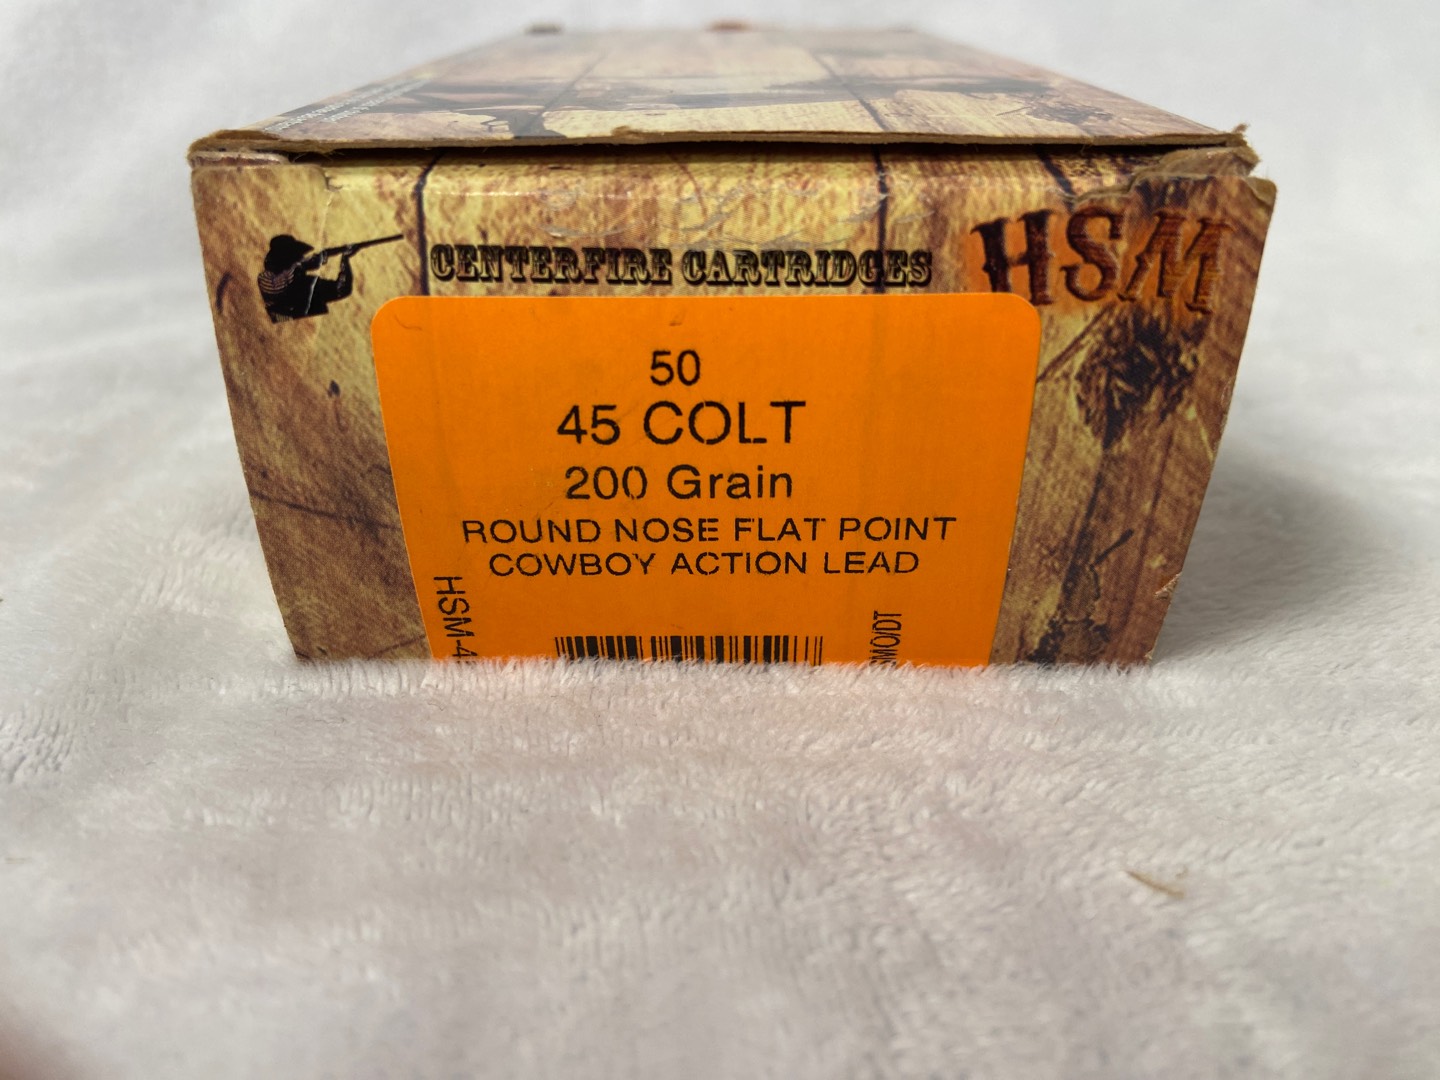 CENTERFIRE CARTRIDGES
HSM
50
45 COLT
200 Grain
ROUND NOSE FLAT POINT
COWBOY ACTION LEAD